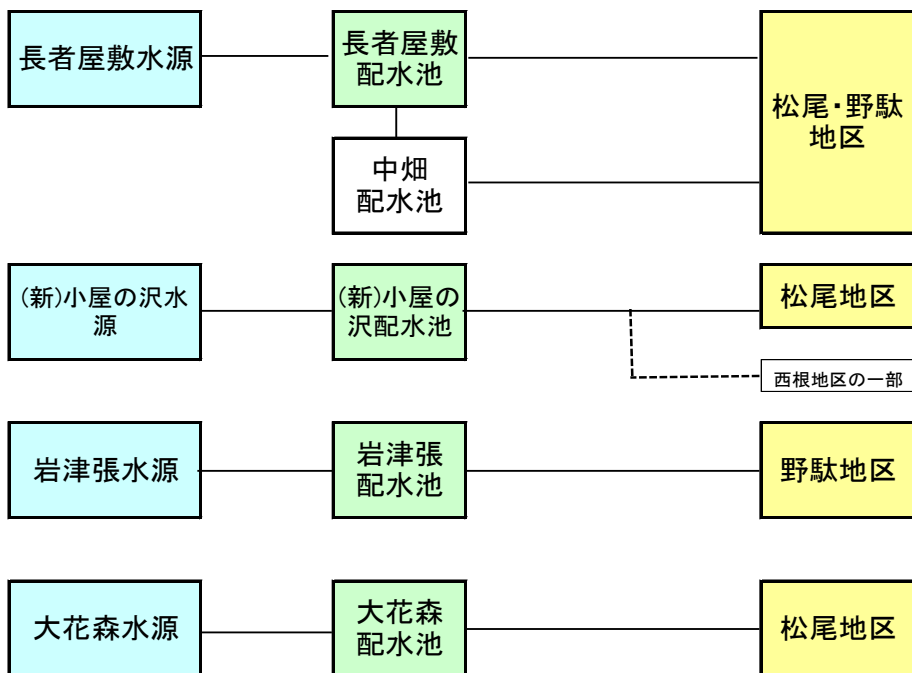 長者屋敷水源
長者屋敷
配水池
松尾・野駄
地区
中畑
配水池
(新)小屋の沢水
源
(新)小屋の
沢配水池
松尾地区
西根地区の一部
岩津張水源
岩津張
配水池
野駄地区
大花森水源
大花森
配水池
松尾地区